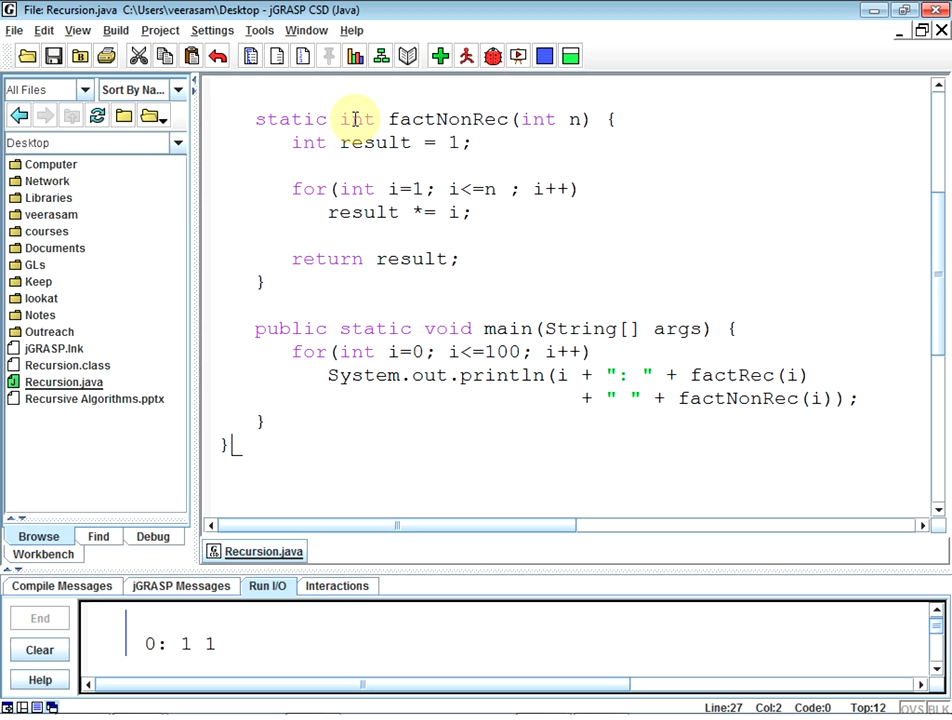 File: Recursion.java  C:\Users\veerasam\Desktop - jGRASP CSD (Java)
File Edit View Build Project Settings Tools Window Help
All Files Sort By Na...
Desktop
Computer
Network
Libraries
veerasam
courses
Documents
GLs
Keep
lookat
Notes
Outreach
jGRASP.lnk
Recursion.class
Recursion.java
Recursive Algorithms.pptx
Browse Find Debug
Workbench
static int factNonRec(int n) {
int result = 1;
for(int i=1; i<=n ; i++)
result *= i;
return result;
}
public static void main(String[] args) {
for(int i=0; i<=100; i++)
System.out.println(i + ": " + factRec(i)
+ " " + factNonRec(i));
}
}
Recursion.java
Compile Messages jGRASP Messages Run I/O Interactions
End
Clear
Help
0: 1 1
Line:27 Col:2 Code:0 Top:12 OVS BLK